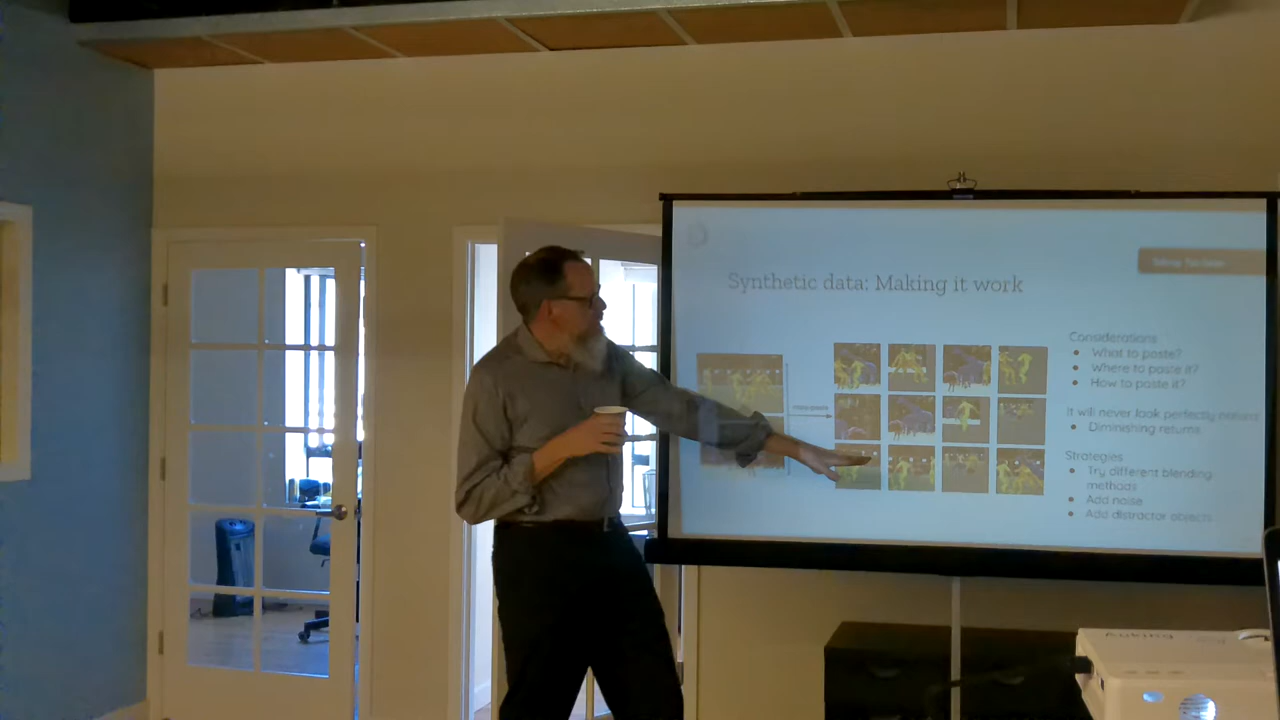 Synthetic data: Making it work
Considerations
● What to paste?
● Where to paste it?
● How to paste it?
It will never look perfectly
● Diminishing returns
Strategies
● Try different blending
methods
● Add noise
● Add distractor objects